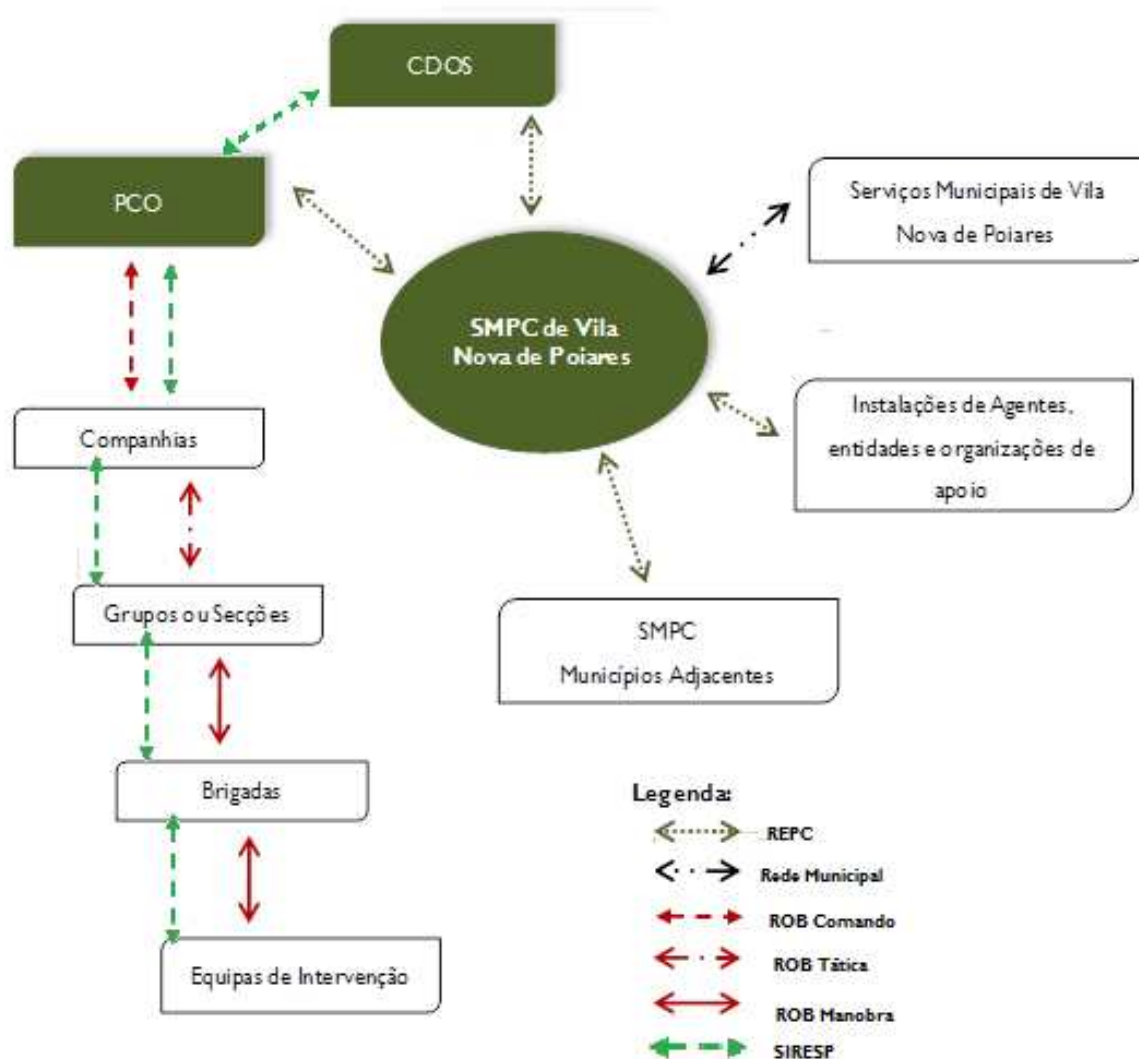 CDOS
PCO
Serviços Municipais de Vila
Nova de Poiares
SMPC de Vila
Nova de Poiares
Instalações de Agentes,
entidades e organizações de
apoio
Companhias
Grupos ou Secções
SMPC
Municípios Adjacentes
Brigadas
Equipas de Intervenção
Legenda:
REPC
Rede Municipal
ROB Comando
ROB Tática
ROB Manobra
SIRESP